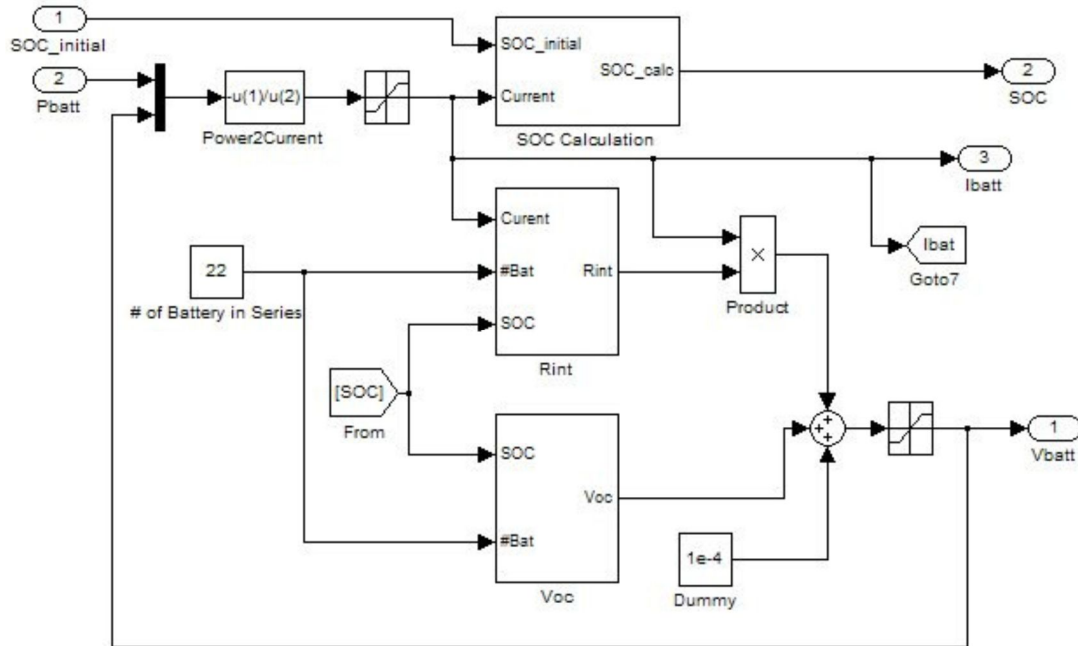 1
SOC_initial
2
Pbatt
-u(1)/u(2)
Power2Current
SOC_initial
SOC_calc
Current
SOC Calculation
2
SOC
3
Ibatt
Ibat
Goto7
Curent
#Bat
Rint
SOC
Rint
22
# of Battery in Series
×
Product
[SOC]
From
SOC
Voc
#Bat
Voc
1e-4
Dummy
+
+
+
1
Vbatt